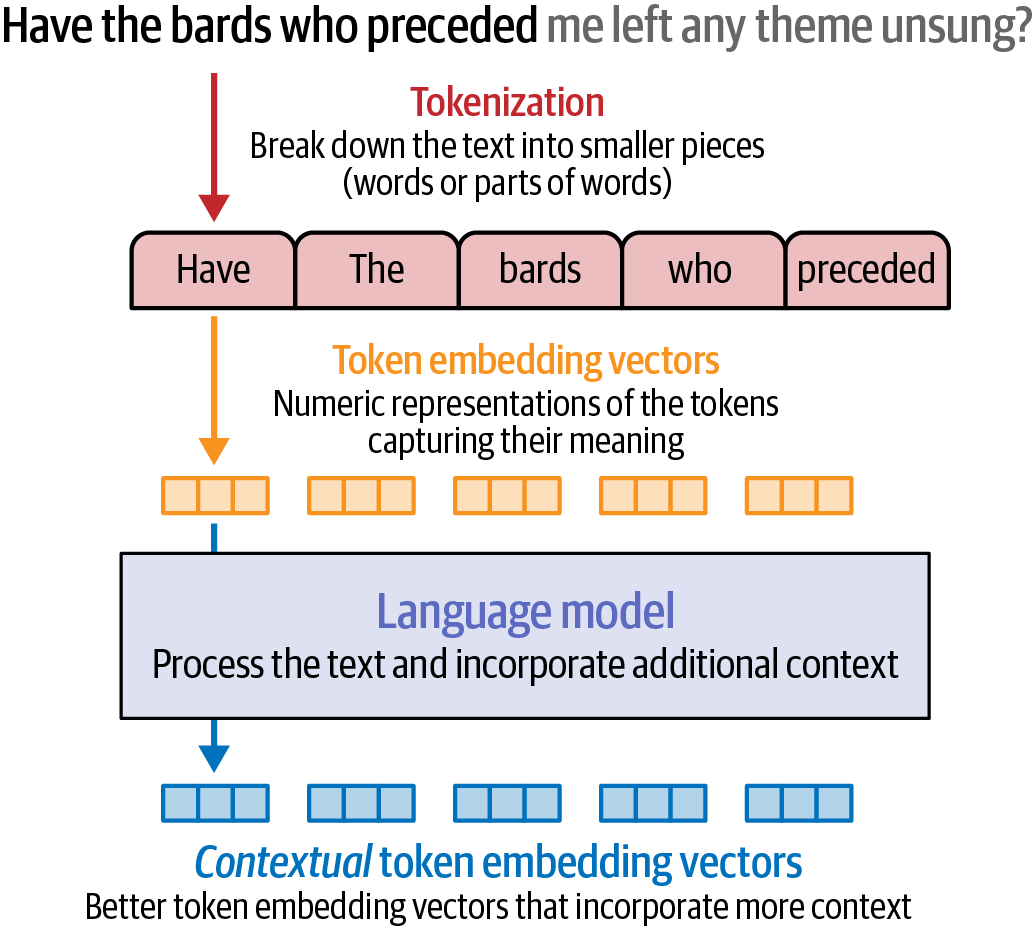 Have the bards who preceded me left any theme unsung?
Tokenization
Break down the text into smaller pieces
(words or parts of words)
Have The bards who preceded
Token embedding vectors
Numeric representations of the tokens
capturing their meaning
Language model
Process the text and incorporate additional context
Contextual token embedding vectors
Better token embedding vectors that incorporate more context